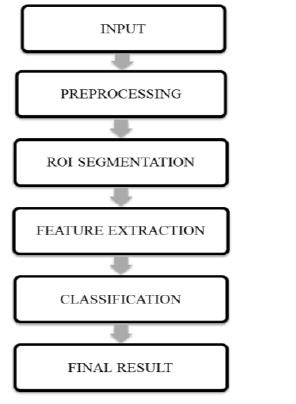 INPUT
PREPROCESSING
ROI SEGMENTATION
FEATURE EXTRACTION
CLASSIFICATION
FINAL RESULT